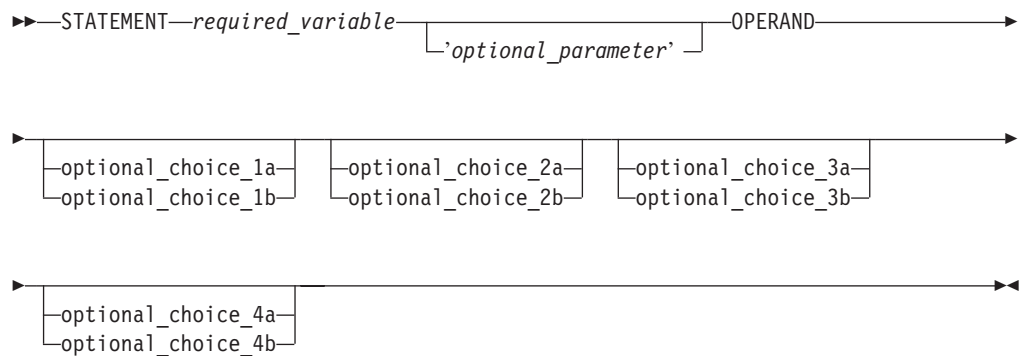 STATEMENT required_variable OPERAND
'optional_parameter'
optional_choice_1a optional_choice_2a optional_choice_3a
optional_choice_1b optional_choice_2b optional_choice_3b
optional_choice_4a
optional_choice_4b